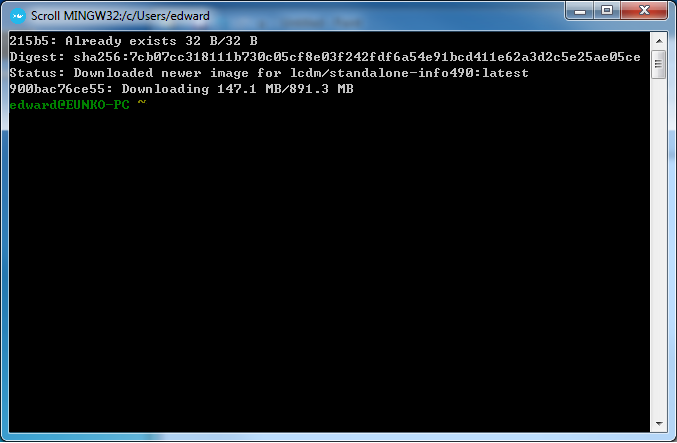 Scroll MINGW32:/c/Users/edward
215b5: Already exists 32 B/32 B
Digest: sha256:7cb07cc318111b730c05cf8e03f242fdf6a54e91bcd411e62a3d2c5e25ae05ce
Status: Downloaded newer image for lcdm/standalone-info490:latest
900bac76ce55: Downloading 147.1 MB/891.3 MB
edward@EUNKO-PC ~